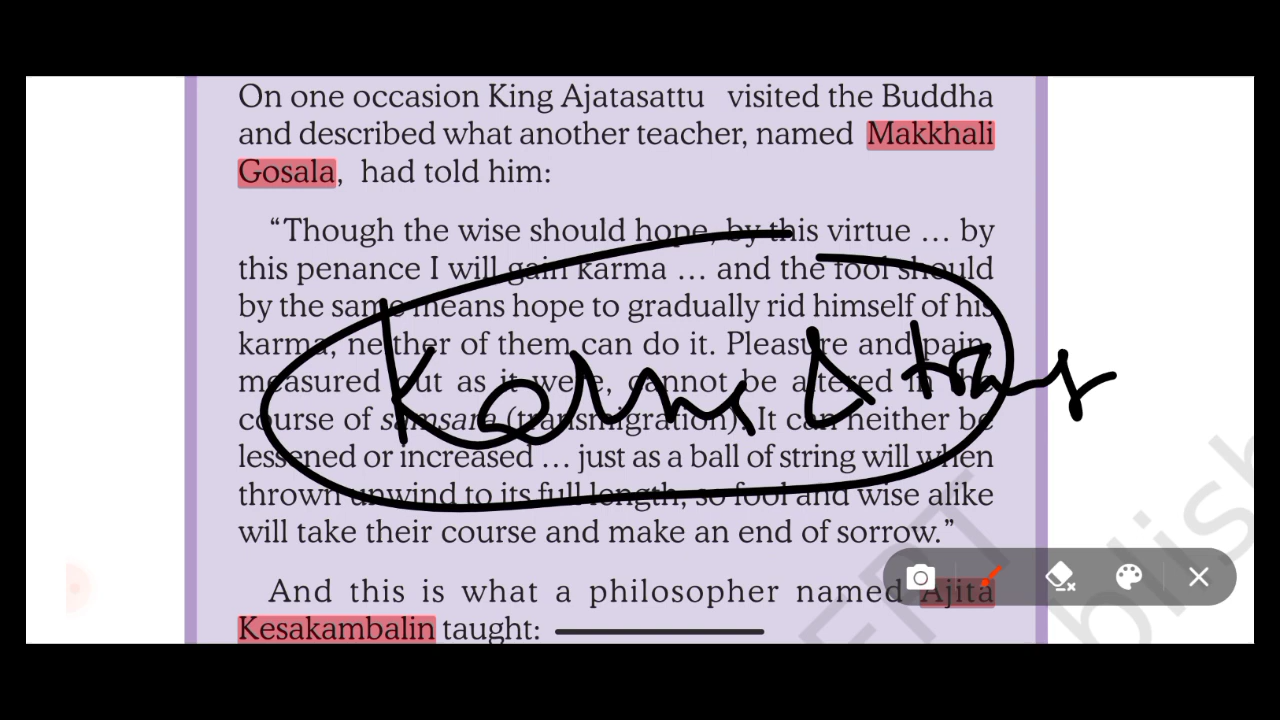 On one occasion King Ajatasattu visited the Buddha
and described what another teacher, named Makkhali
Gosala, had told him:
“Though the wise should hope, by this virtue … by
this penance I will gain karma … and the fool should
by the same means hope to gradually rid himself of his
karma, neither of them can do it. Pleasure and pain,
measured out as it were, cannot be altered in the
course of samsara (transmigration). It can neither be
lessened or increased … just as a ball of string will when
thrown unwind to its full length, so fool and wise alike
will take their course and make an end of sorrow.”
And this is what a philosopher named Ajita
Kesakambalin taught: